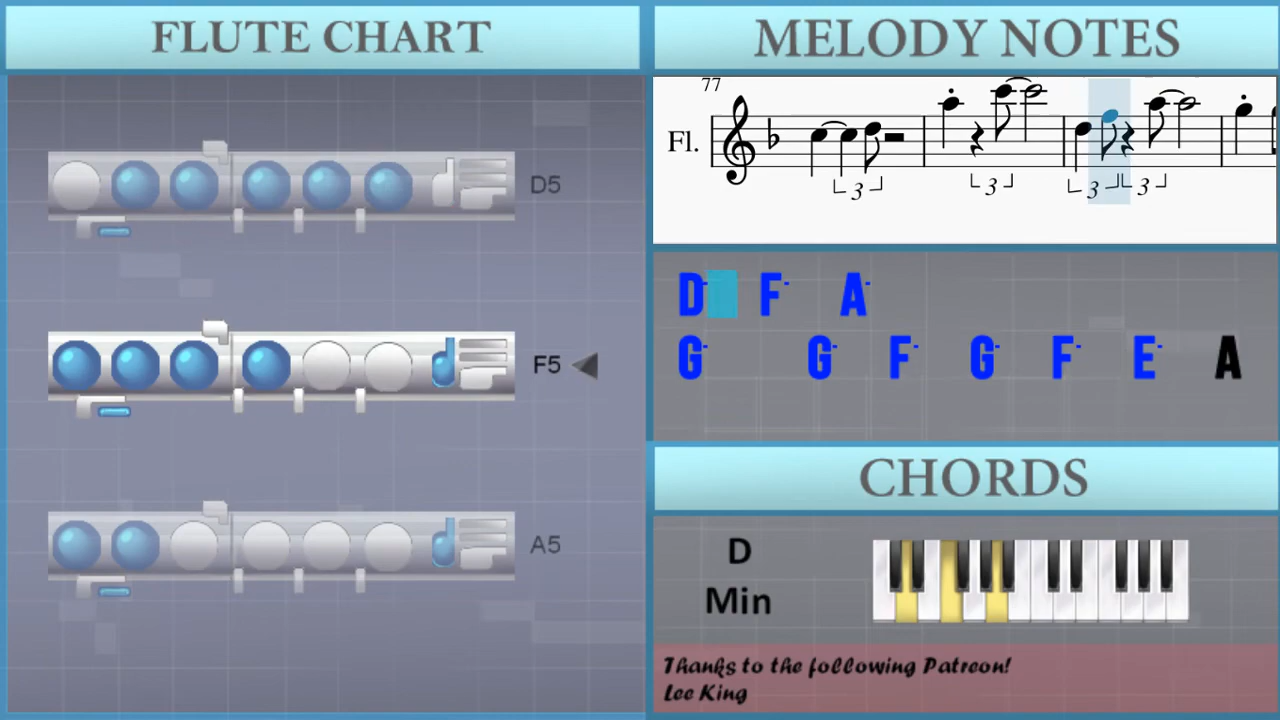 FLUTE CHART
D5
F5
A5
MELODY NOTES
77
Fl.
3 3 3 3
D- F- A-
G- G- F- G- F- E- A
CHORDS
D
Min
Thanks to the following Patreon!
Lee King